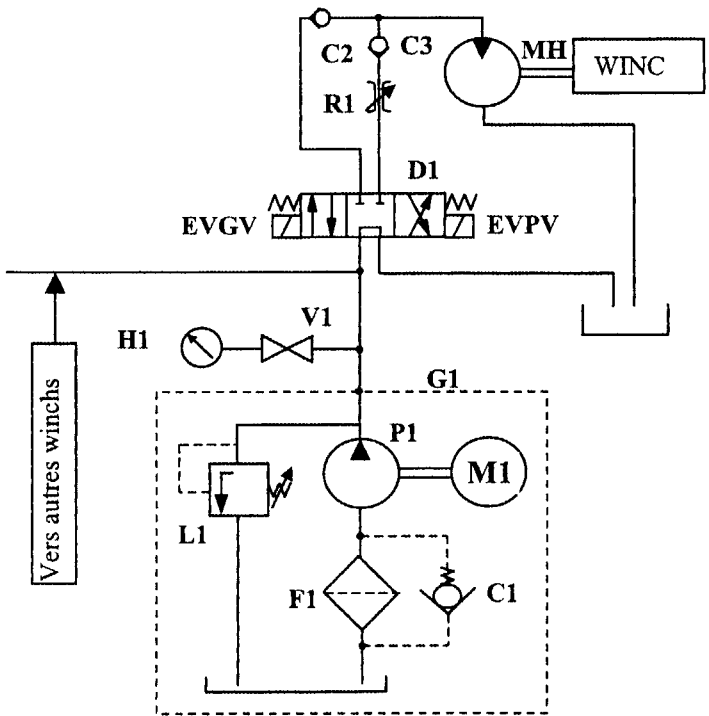 C2
C3
MH
WINC
R1
D1
EVGV
EVPV
V1
H1
G1
P1
M1
L1
F1
C1
Vers autres winchs